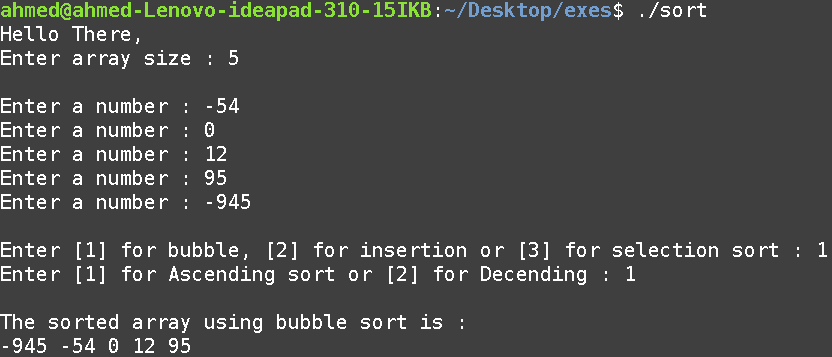 ahmed@ahmed-Lenovo-ideapad-310-15IKB:~/Desktop/exes$ ./sort
Hello There,
Enter array size : 5
Enter a number : -54
Enter a number : 0
Enter a number : 12
Enter a number : 95
Enter a number : -945
Enter [1] for bubble, [2] for insertion or [3] for selection sort : 1
Enter [1] for Ascending sort or [2] for Decending : 1
The sorted array using bubble sort is :
-945 -54 0 12 95